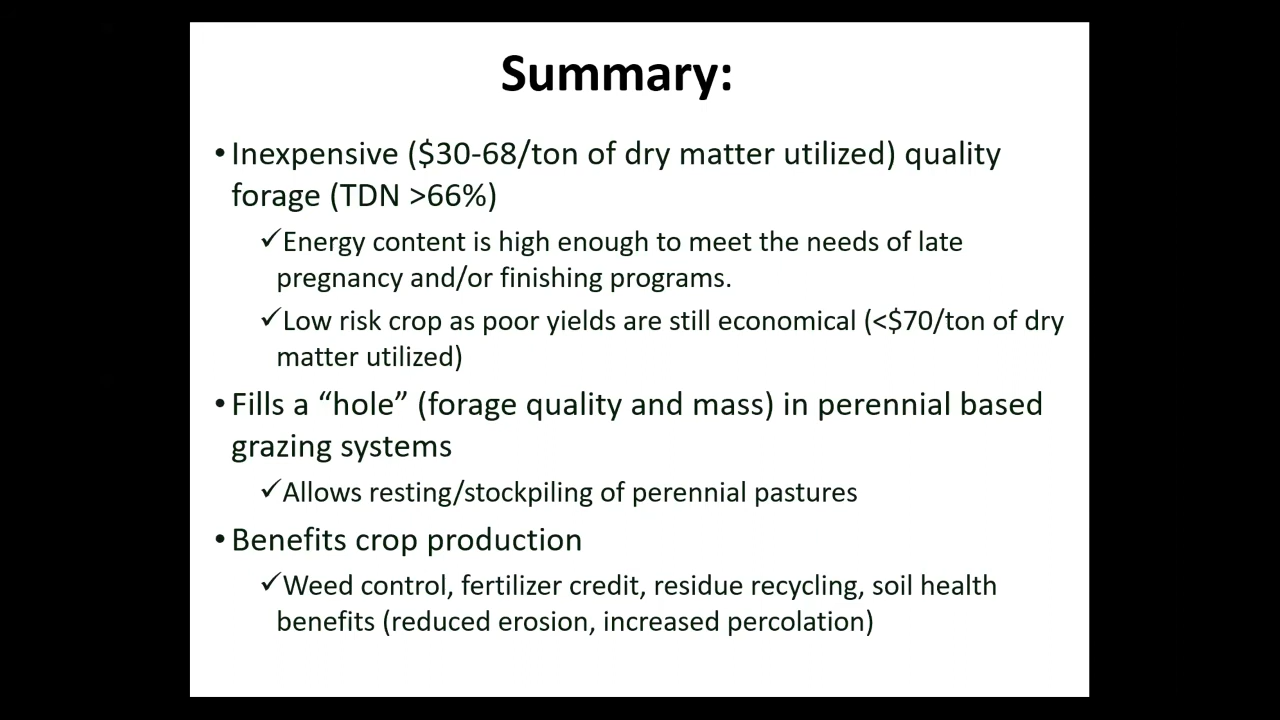 Summary:
•Inexpensive ($30-68/ton of dry matter utilized) quality
forage (TDN >66%)
✓Energy content is high enough to meet the needs of late
pregnancy and/or finishing programs.
✓Low risk crop as poor yields are still economical (<$70/ton of dry
matter utilized)
•Fills a “hole” (forage quality and mass) in perennial based
grazing systems
✓Allows resting/stockpiling of perennial pastures
•Benefits crop production
✓Weed control, fertilizer credit, residue recycling, soil health
benefits (reduced erosion, increased percolation)